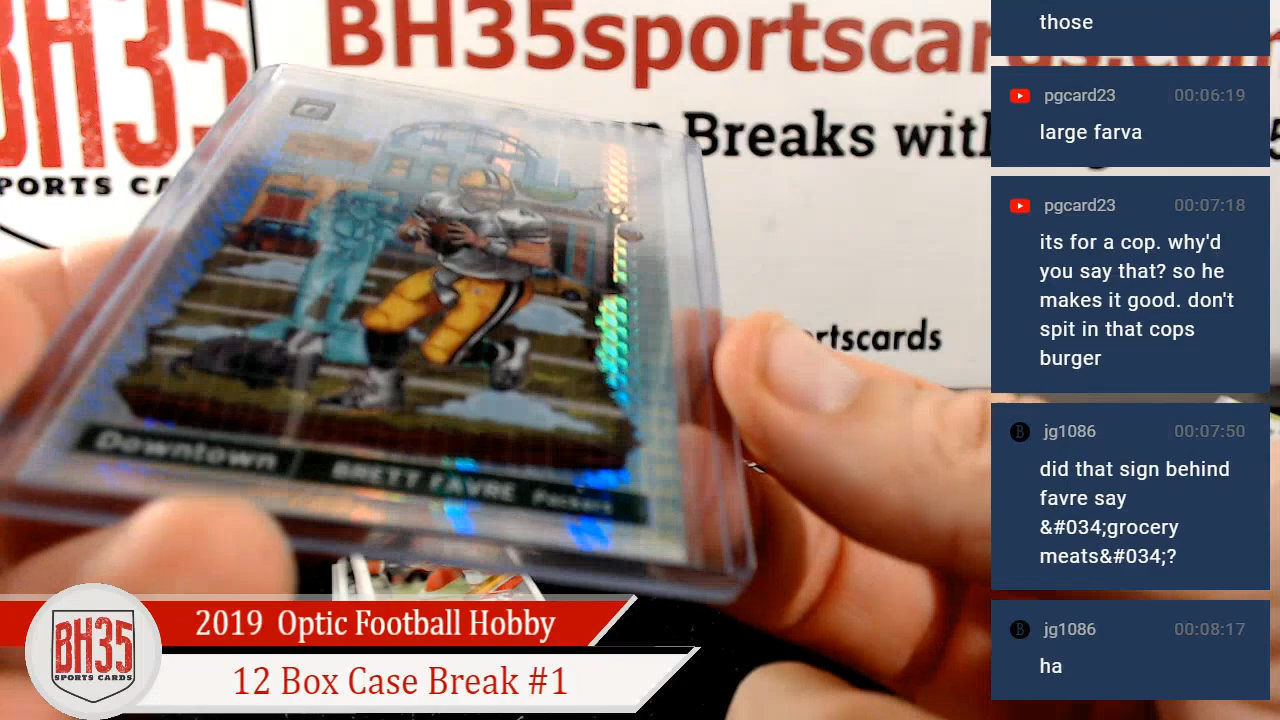 BH35
PORTS CA
BH35sportscards.com
Breaks with
rtscards
Downtown
BRETT FAVRE Packers
those
pgcard23 00:06:19
large farva
pgcard23 00:07:18
its for a cop. why'd
you say that? so he
makes it good. don't
spit in that cops
burger
jg1086 00:07:50
did that sign behind
favre say
&#034;grocery
meats&#034;?
jg1086 00:08:17
ha
BH35
SPORTS CARDS
2019 Optic Football Hobby
12 Box Case Break #1